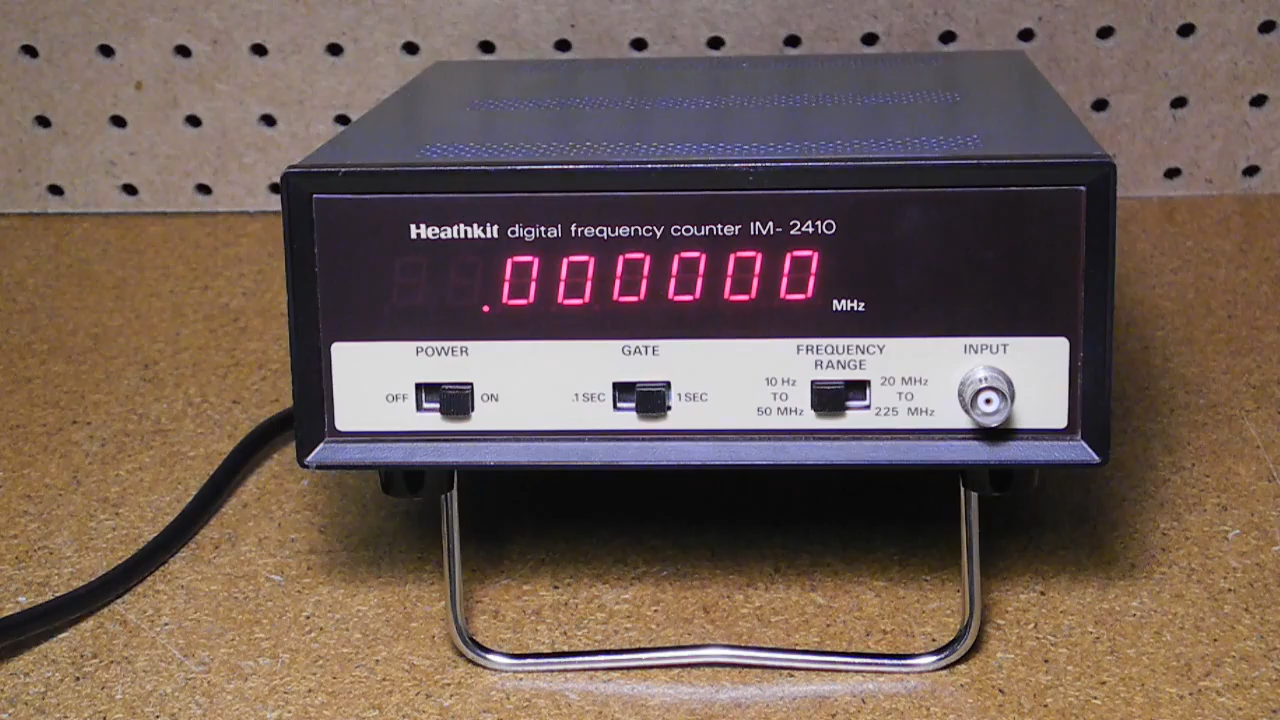 Heathkit digital frequency counter IM- 2410
.000000 MHz
POWER
OFF ON
GATE
.1 SEC 1 SEC
FREQUENCY
RANGE
10 Hz
TO
50 MHz
20 MHz
TO
225 MHz
INPUT